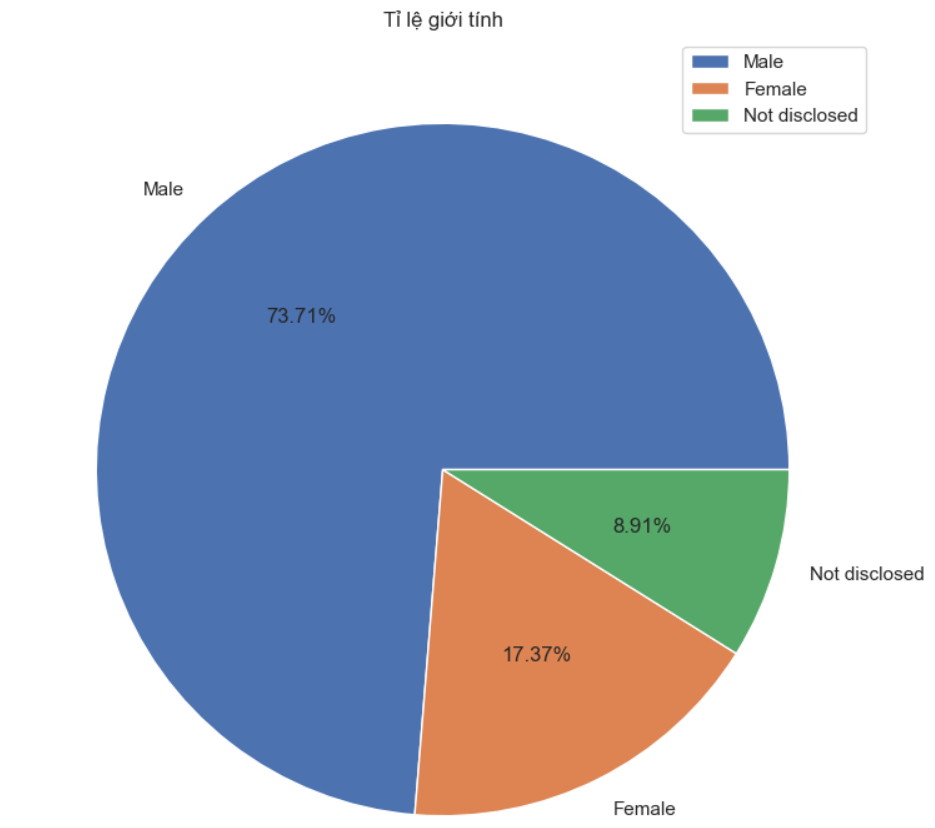 Tỉ lệ giới tính
Male
Female
Not disclosed
Male
73.71%
8.91%
Not disclosed
17.37%
Female